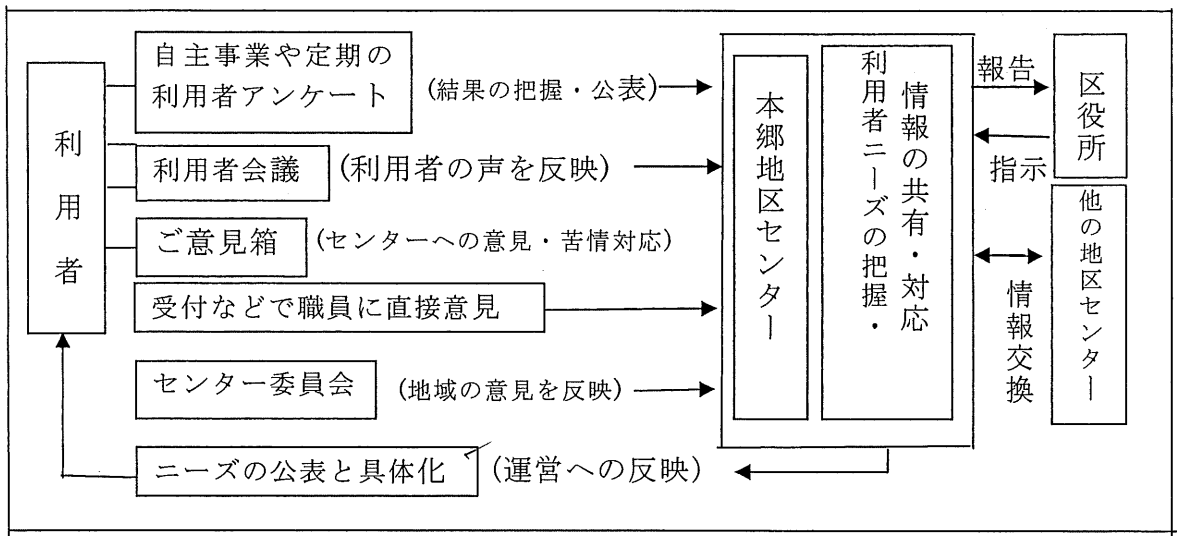 利用者
自主事業や定期の
利用者アンケート
(結果の把握・公表)
利用者会議
(利用者の声を反映)
ご意見箱
(センターへの意見・苦情対応)
受付などで職員に直接意見
センター委員会
(地域の意見を反映)
ニーズの公表と具体化
(運営への反映)
本郷地区センター
利用者ニーズの把握・
情報の共有・対応
報告
指示
区役所
情報交換
他の地区センター